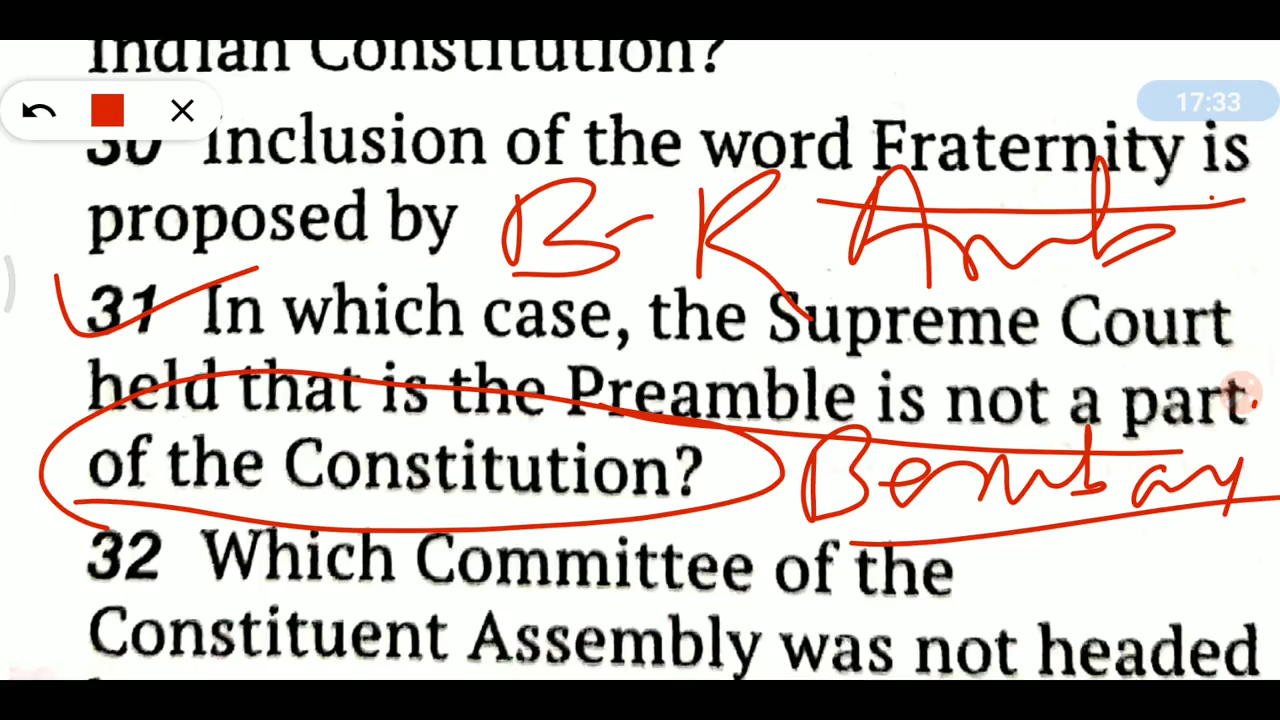 Indian Constitution?
17:33
30 Inclusion of the word Fraternity is
proposed by B R Amb
31 In which case, the Supreme Court
held that is the Preamble is not a part
of the Constitution? Bombay
32 Which Committee of the
Constituent Assembly was not headed